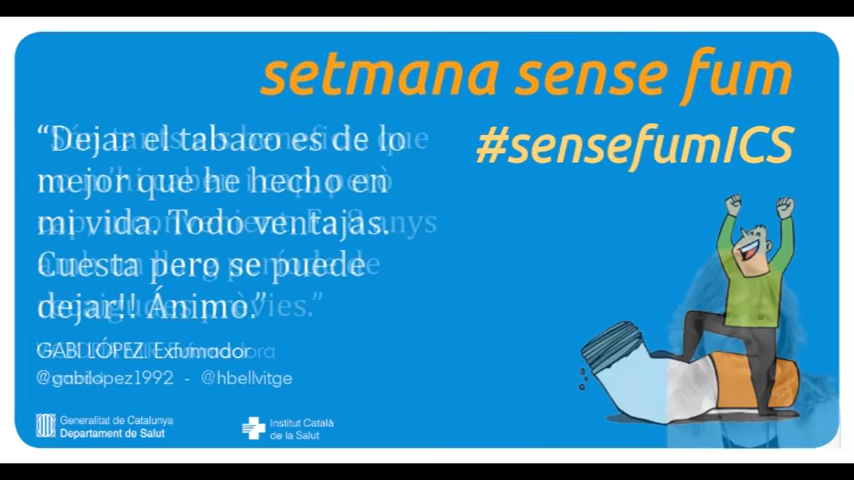 setmana sense fum
#sensefumICS
“Dejar el tabaco es de lo
mejor que he hecho en
mi vida. Todo ventajas.
Cuesta pero se puede
dejar!! Ánimo.”
GABI LÓPEZ Exfumador
@gabilopez1992 - @hbellvitge
Generalitat de Catalunya
Departament de Salut
Institut Català
de la Salut